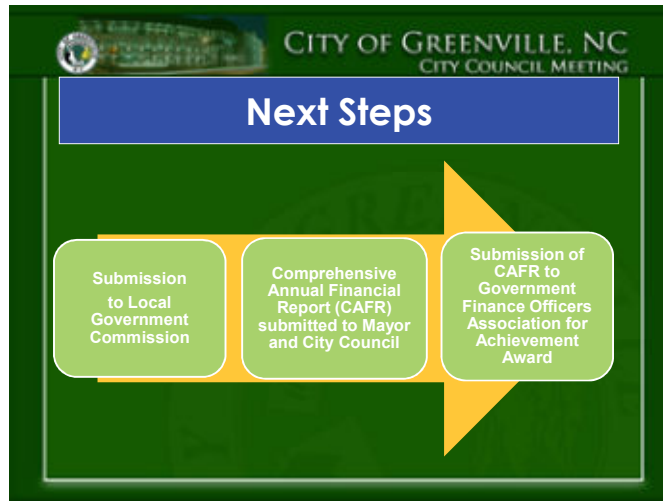 CITY OF GREENVILLE, NC
CITY COUNCIL MEETING
Next Steps
Submission
to Local
Government
Commission
Comprehensive
Annual Financial
Report (CAFR)
submitted to Mayor
and City Council
Submission of
CAFR to
Government
Finance Officers
Association for
Achievement
Award